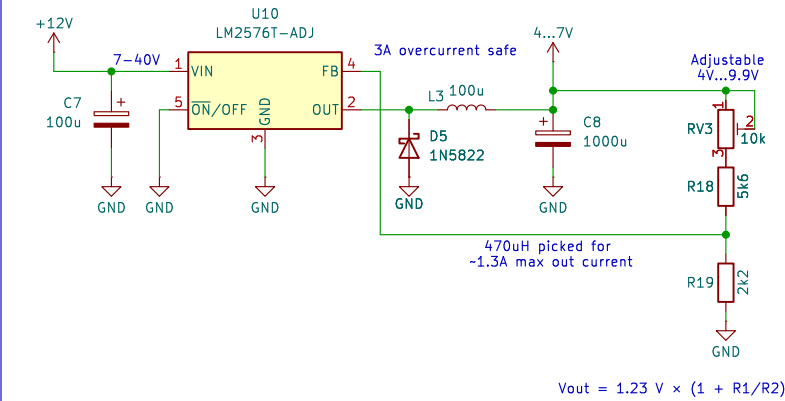 +12V
U10
LM2576T-ADJ
7-40V
1
VIN
FB
4
3A overcurrent safe
4...7V
Adjustable
4V...9.9V
C7
100u
+
5
ON/OFF
GND
OUT
2
3
L3
100u
+
C8
1000u
D5
1N5822
1
RV3
2
10k
3
R18
5k6
GND
GND
GND
GND
GND
470uH picked for
~1.3A max out current
R19
2k2
GND
Vout = 1.23 V × (1 + R1/R2)